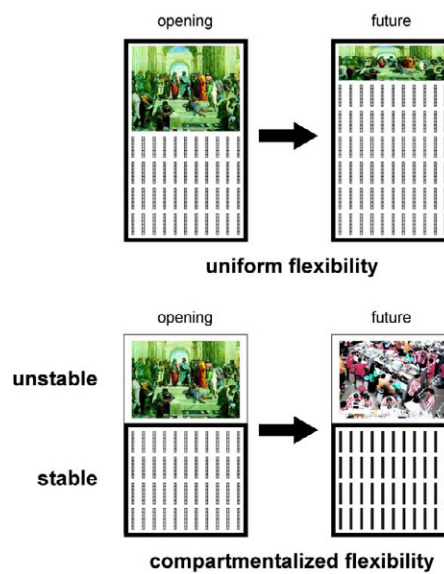 opening future
uniform flexibility
opening future
unstable
stable
compartmentalized flexibility